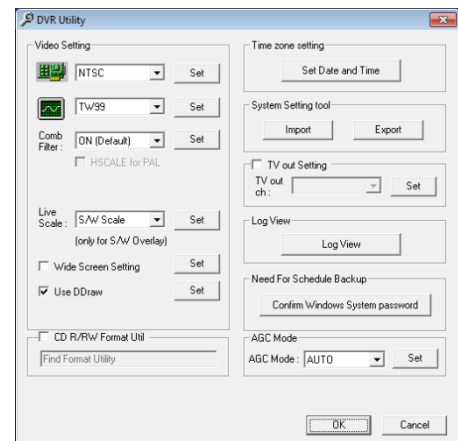 DVR Utility
Video Setting
NTSC
Set
TW99
Set
Comb
Filter :
ON (Default)
Set
HSCALE for PAL
Live
Scale :
S/W Scale
Set
(only for S/W Overlay)
Wide Screen Setting
Set
Use DDraw
Set
CD R/RW Format Util
Find Format Utility
Time zone setting
Set Date and Time
System Setting tool
Import
Export
TV out Setting
TV out
ch :
Set
Log View
Log View
Need For Schedule Backup
Confirm Windows System password
AGC Mode
AGC Mode :
AUTO
Set
OK
Cancel